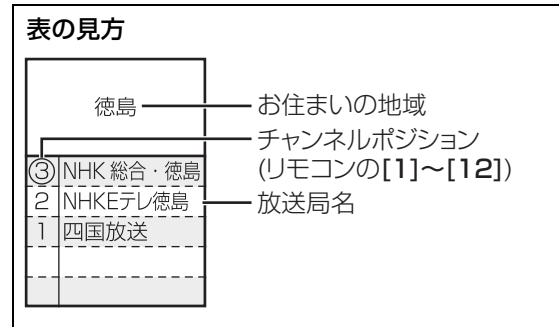 表の見方
徳島
お住まいの地域
チャンネルポジション
(リモコンの[1]～[12])
③ NHK 総合・徳島
2 NHKEテレ徳島
放送局名
1 四国放送